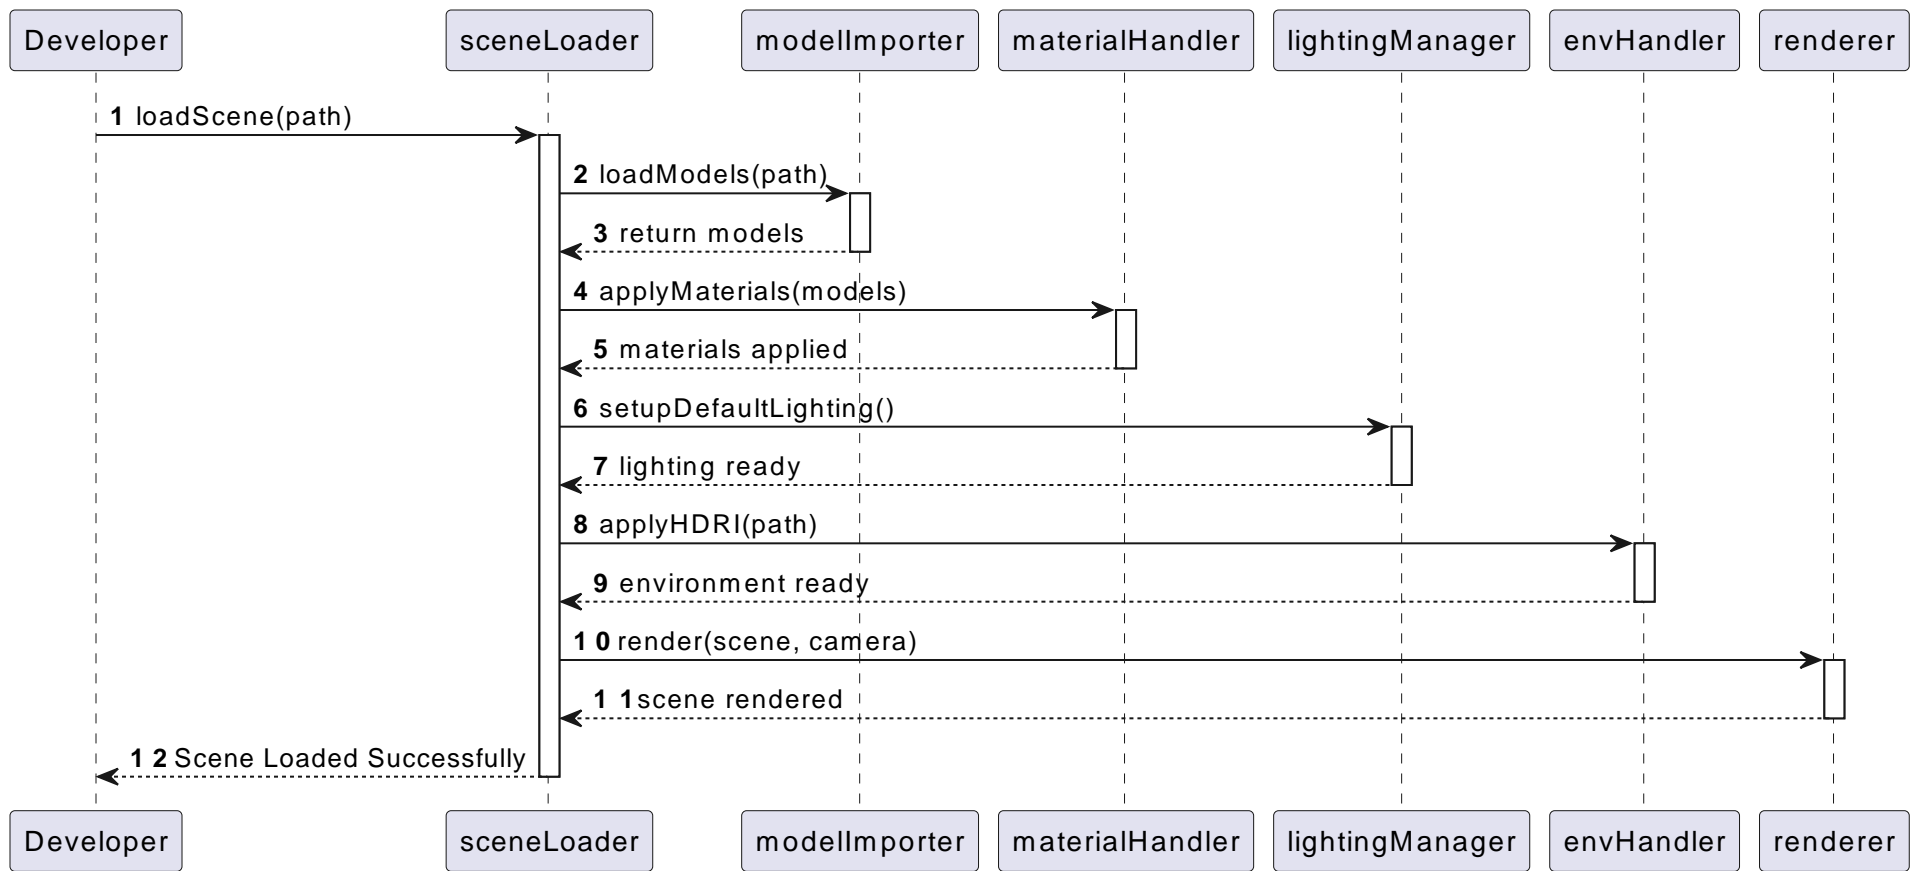 Developer sceneLoader modelImporter materialHandler lightingManager envHandler renderer
1 loadScene(path)
2 loadModels(path)
3 return models
4 applyMaterials(models)
5 materials applied
6 setupDefaultLighting()
7 lighting ready
8 applyHDRI(path)
9 environment ready
10 render(scene, camera)
11 scene rendered
12 Scene Loaded Successfully
Developer sceneLoader modelImporter materialHandler lightingManager envHandler renderer